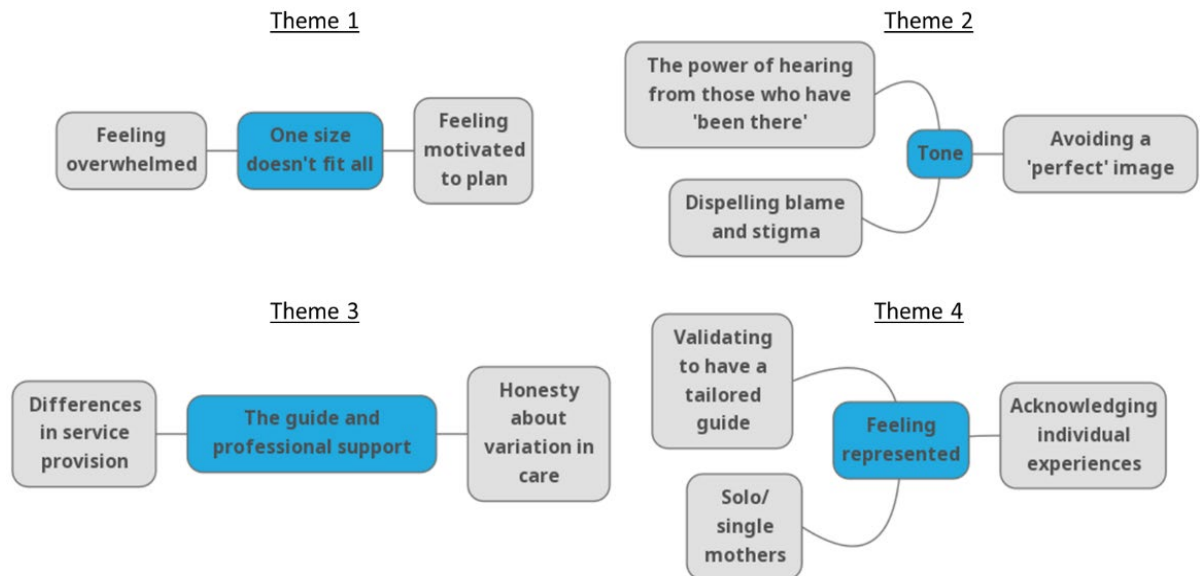 Theme 1
Feeling
overwhelmed
One size
doesn't fit all
Feeling
motivated
to plan
Theme 2
The power of hearing
from those who have
'been there'
Tone
Avoiding a
'perfect' image
Dispelling blame
and stigma
Theme 3
Differences
in service
provision
The guide and
professional support
Honesty
about
variation in
care
Theme 4
Validating
to have a
tailored
guide
Feeling
represented
Acknowledging
individual
experiences
Solo/
single
mothers